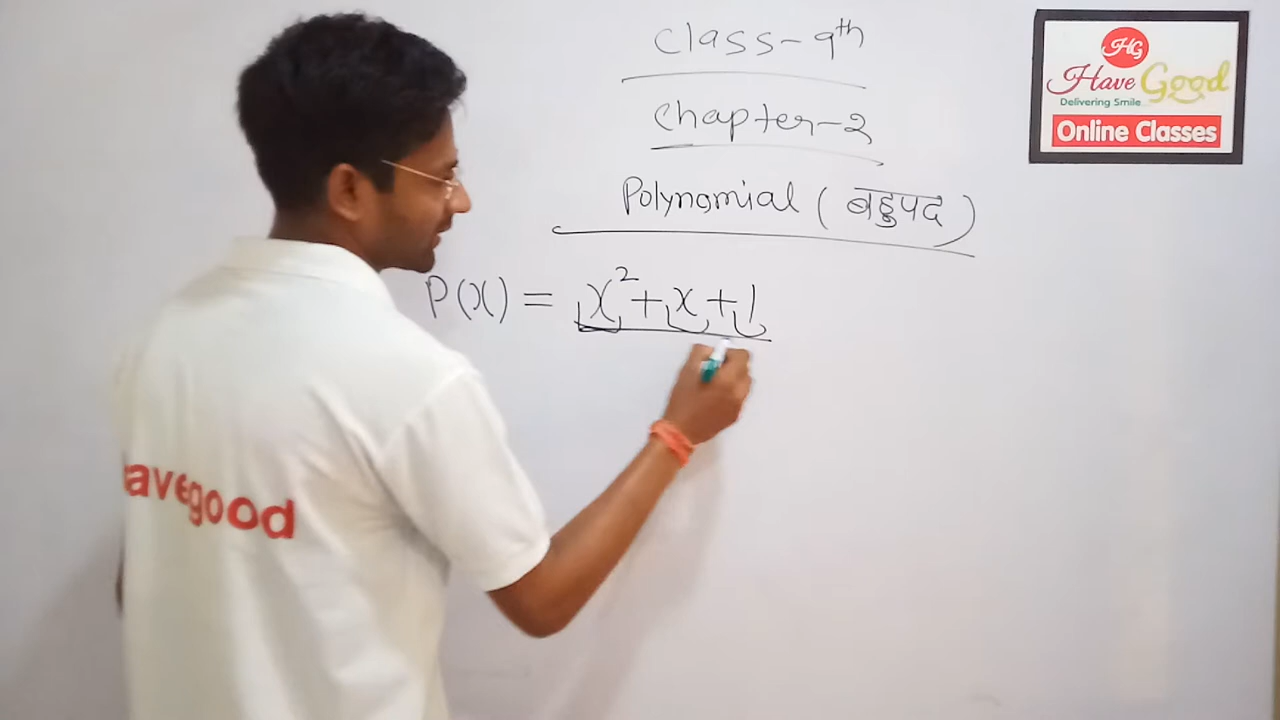 Class-9th
Chapter-2
Polynomial (बहुपद)
P(x) = x²+x+1
HG
Have Good
Delivering Smile
Online Classes
avegood